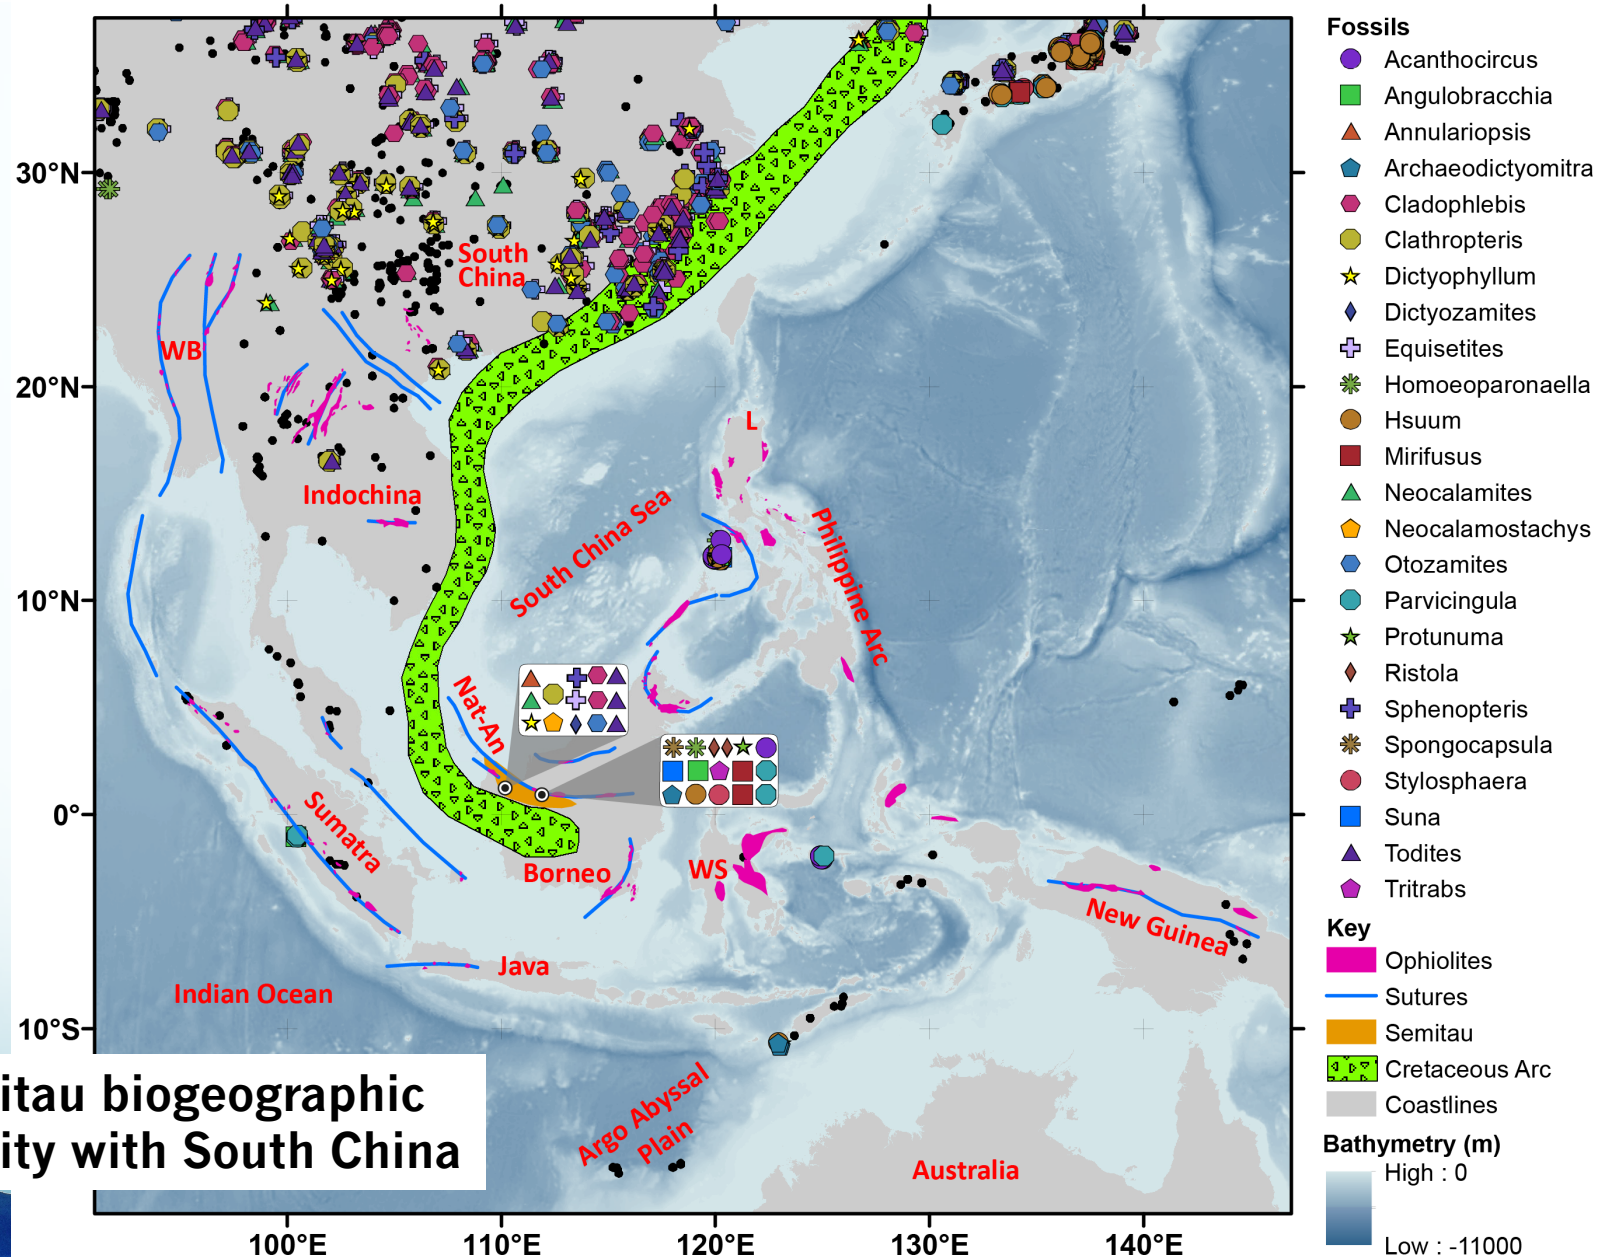 Fossils
Acanthocircus
Angulobracchia
Annulariopsis
Archaeodictyomitra
Cladophlebis
Clathropteris
Dictyophyllum
Dictyozamites
Equisetites
Homoeoparonaella
Hsuum
Mirifusus
Neocalamites
Neocalamostachys
Otozamites
Parvicingula
Protunuma
Ristola
Sphenopteris
Spongocapsula
Stylosphaera
Suna
Todites
Tritrabs
Key
Ophiolites
Sutures
Semitau
Cretaceous Arc
Coastlines
Bathymetry (m)
High : 0
Low : -11000
30°N
20°N
10°N
0°
10°S
100°E
110°E
120°E
130°E
140°E
South
China
WB
L
Indochina
South China Sea
Philippine Arc
Nat-An
Sumatra
Borneo
WS
New Guinea
Java
Indian Ocean
Argo Abyssal
Plain
Australia
itau biogeographic
ity with South China